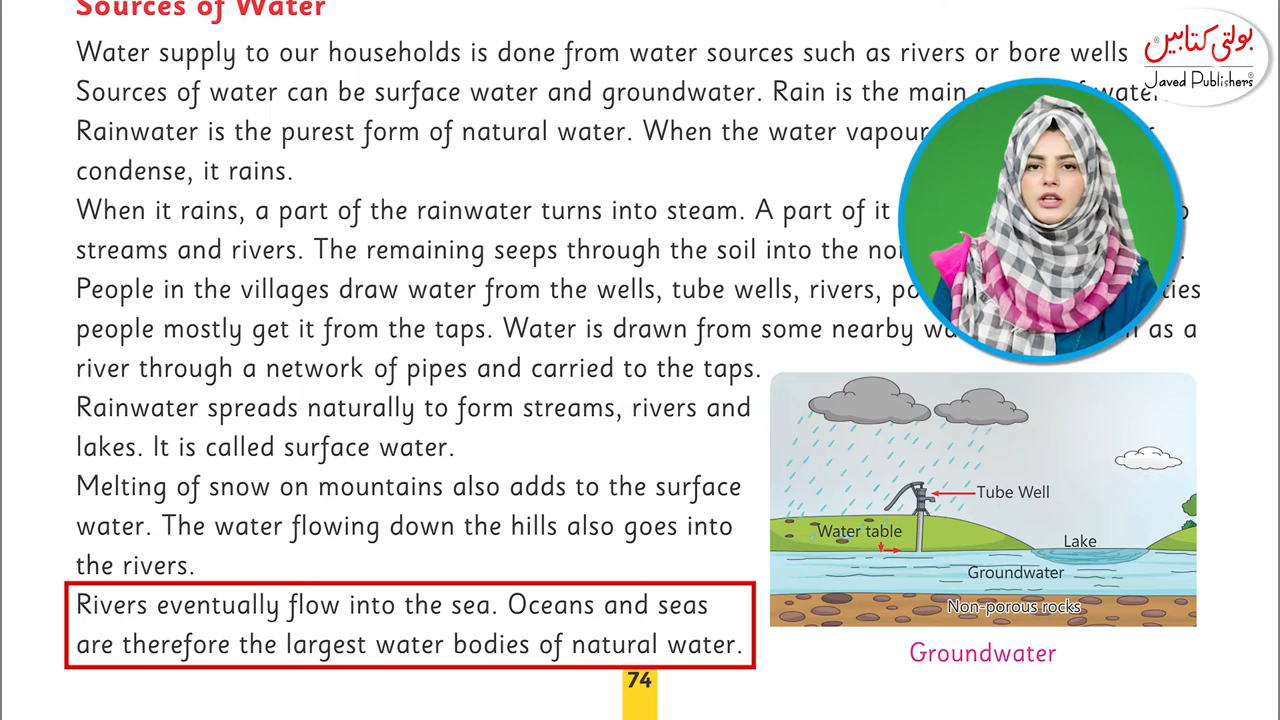 Sources of Water
Water supply to our households is done from water sources such as rivers or bore wells
Sources of water can be surface water and groundwater. Rain is the main of water.
Rainwater is the purest form of natural water. When the water vapour
condense, it rains.
When it rains, a part of the rainwater turns into steam. A part of it
streams and rivers. The remaining seeps through the soil into the
People in the villages draw water from the wells, tube wells, rivers,
people mostly get it from the taps. Water is drawn from some nearby as a
river through a network of pipes and carried to the taps.
Rainwater spreads naturally to form streams, rivers and
lakes. It is called surface water.
Melting of snow on mountains also adds to the surface
water. The water flowing down the hills also goes into
the rivers.
Rivers eventually flow into the sea. Oceans and seas
are therefore the largest water bodies of natural water.
74
بولتی کتابیں
Javed Publishers
Tube Well
Water table
Lake
Groundwater
Non-porous rocks
Groundwater